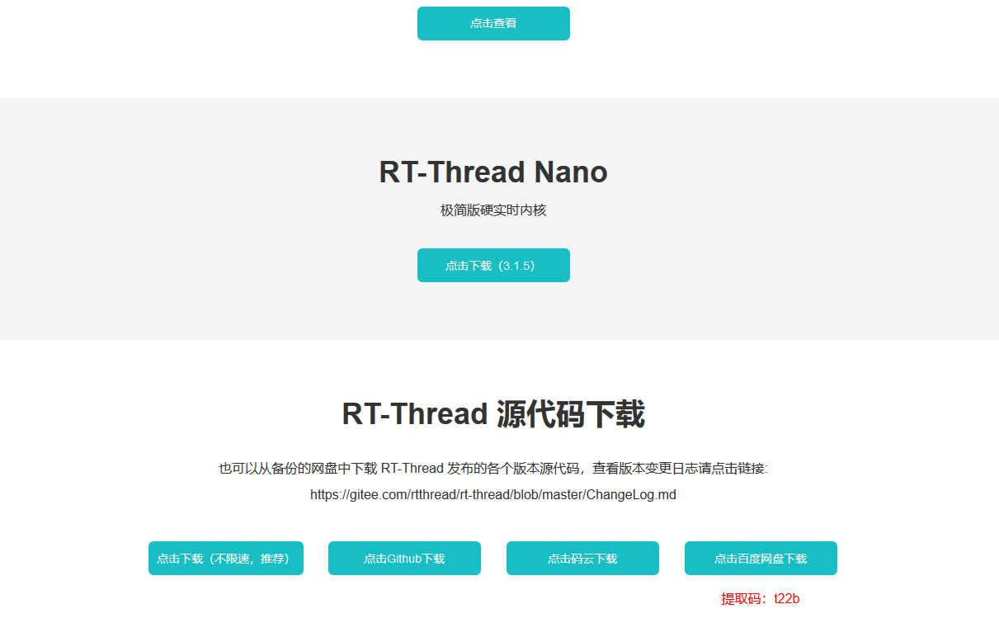 点击查看
RT-Thread Nano
极简版硬实时内核
点击下载（3.1.5）
RT-Thread 源代码下载
也可以从备份的网盘中下载 RT-Thread 发布的各个版本源代码，查看版本变更日志请点击链接:
https://gitee.com/rtthread/rt-thread/blob/master/ChangeLog.md
点击下载（不限速，推荐） 点击Github下载 点击码云下载 点击百度网盘下载
提取码：t22b